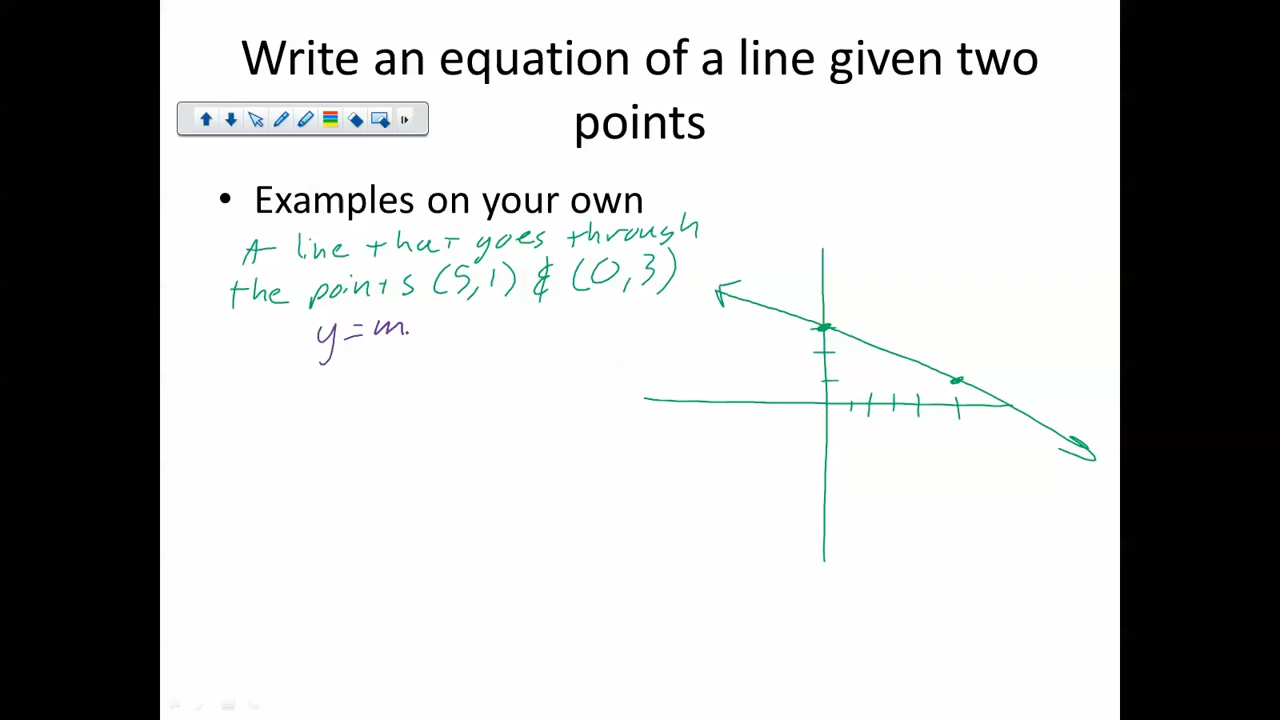 Write an equation of a line given two
points
• Examples on your own
A line that goes through
the points (5,1) & (0,3)
y=m